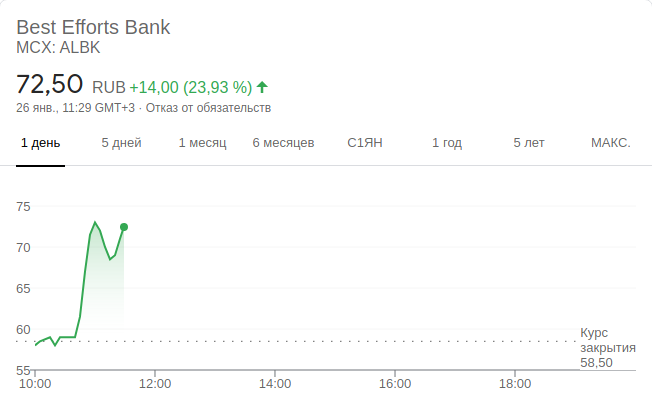 Best Efforts Bank
MCX: ALBK
72,50 RUB +14,00 (23,93 %)
26 янв., 11:29 GMT+3 · Отказ от обязательств
1 день 5 дней 1 месяц 6 месяцев С1ЯН 1 год 5 лет МАКС.
75
70
65
60
55
Курс
закрытия
58,50
10:00 12:00 14:00 16:00 18:00